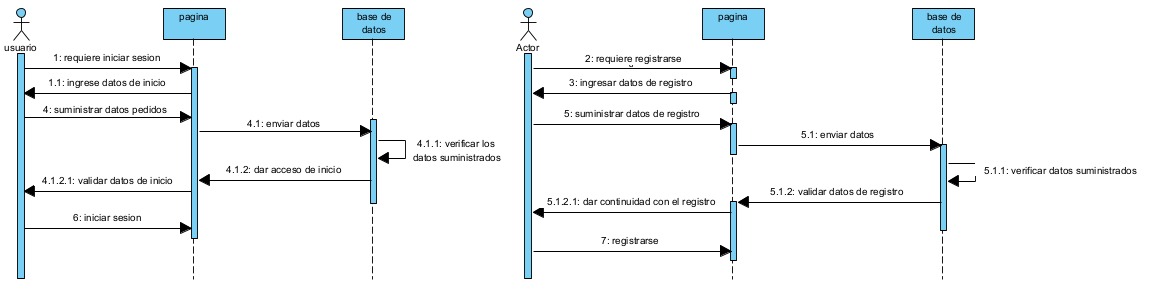 usuario
pagina
base de
datos
1: requiere iniciar sesion
1.1: ingrese datos de inicio
4: suministrar datos pedidos
4.1: enviar datos
4.1.1: verificar los
datos suministrados
4.1.2: dar acceso de inicio
4.1.2.1: validar datos de inicio
6: iniciar sesion
Actor
pagina
base de
datos
2: requiere registrarse
3: ingresar datos de registro
5: suministrar datos de registro
5.1: enviar datos
5.1.1: verificar datos suministrados
5.1.2: validar datos de registro
5.1.2.1: dar continuidad con el registro
7: registrarse